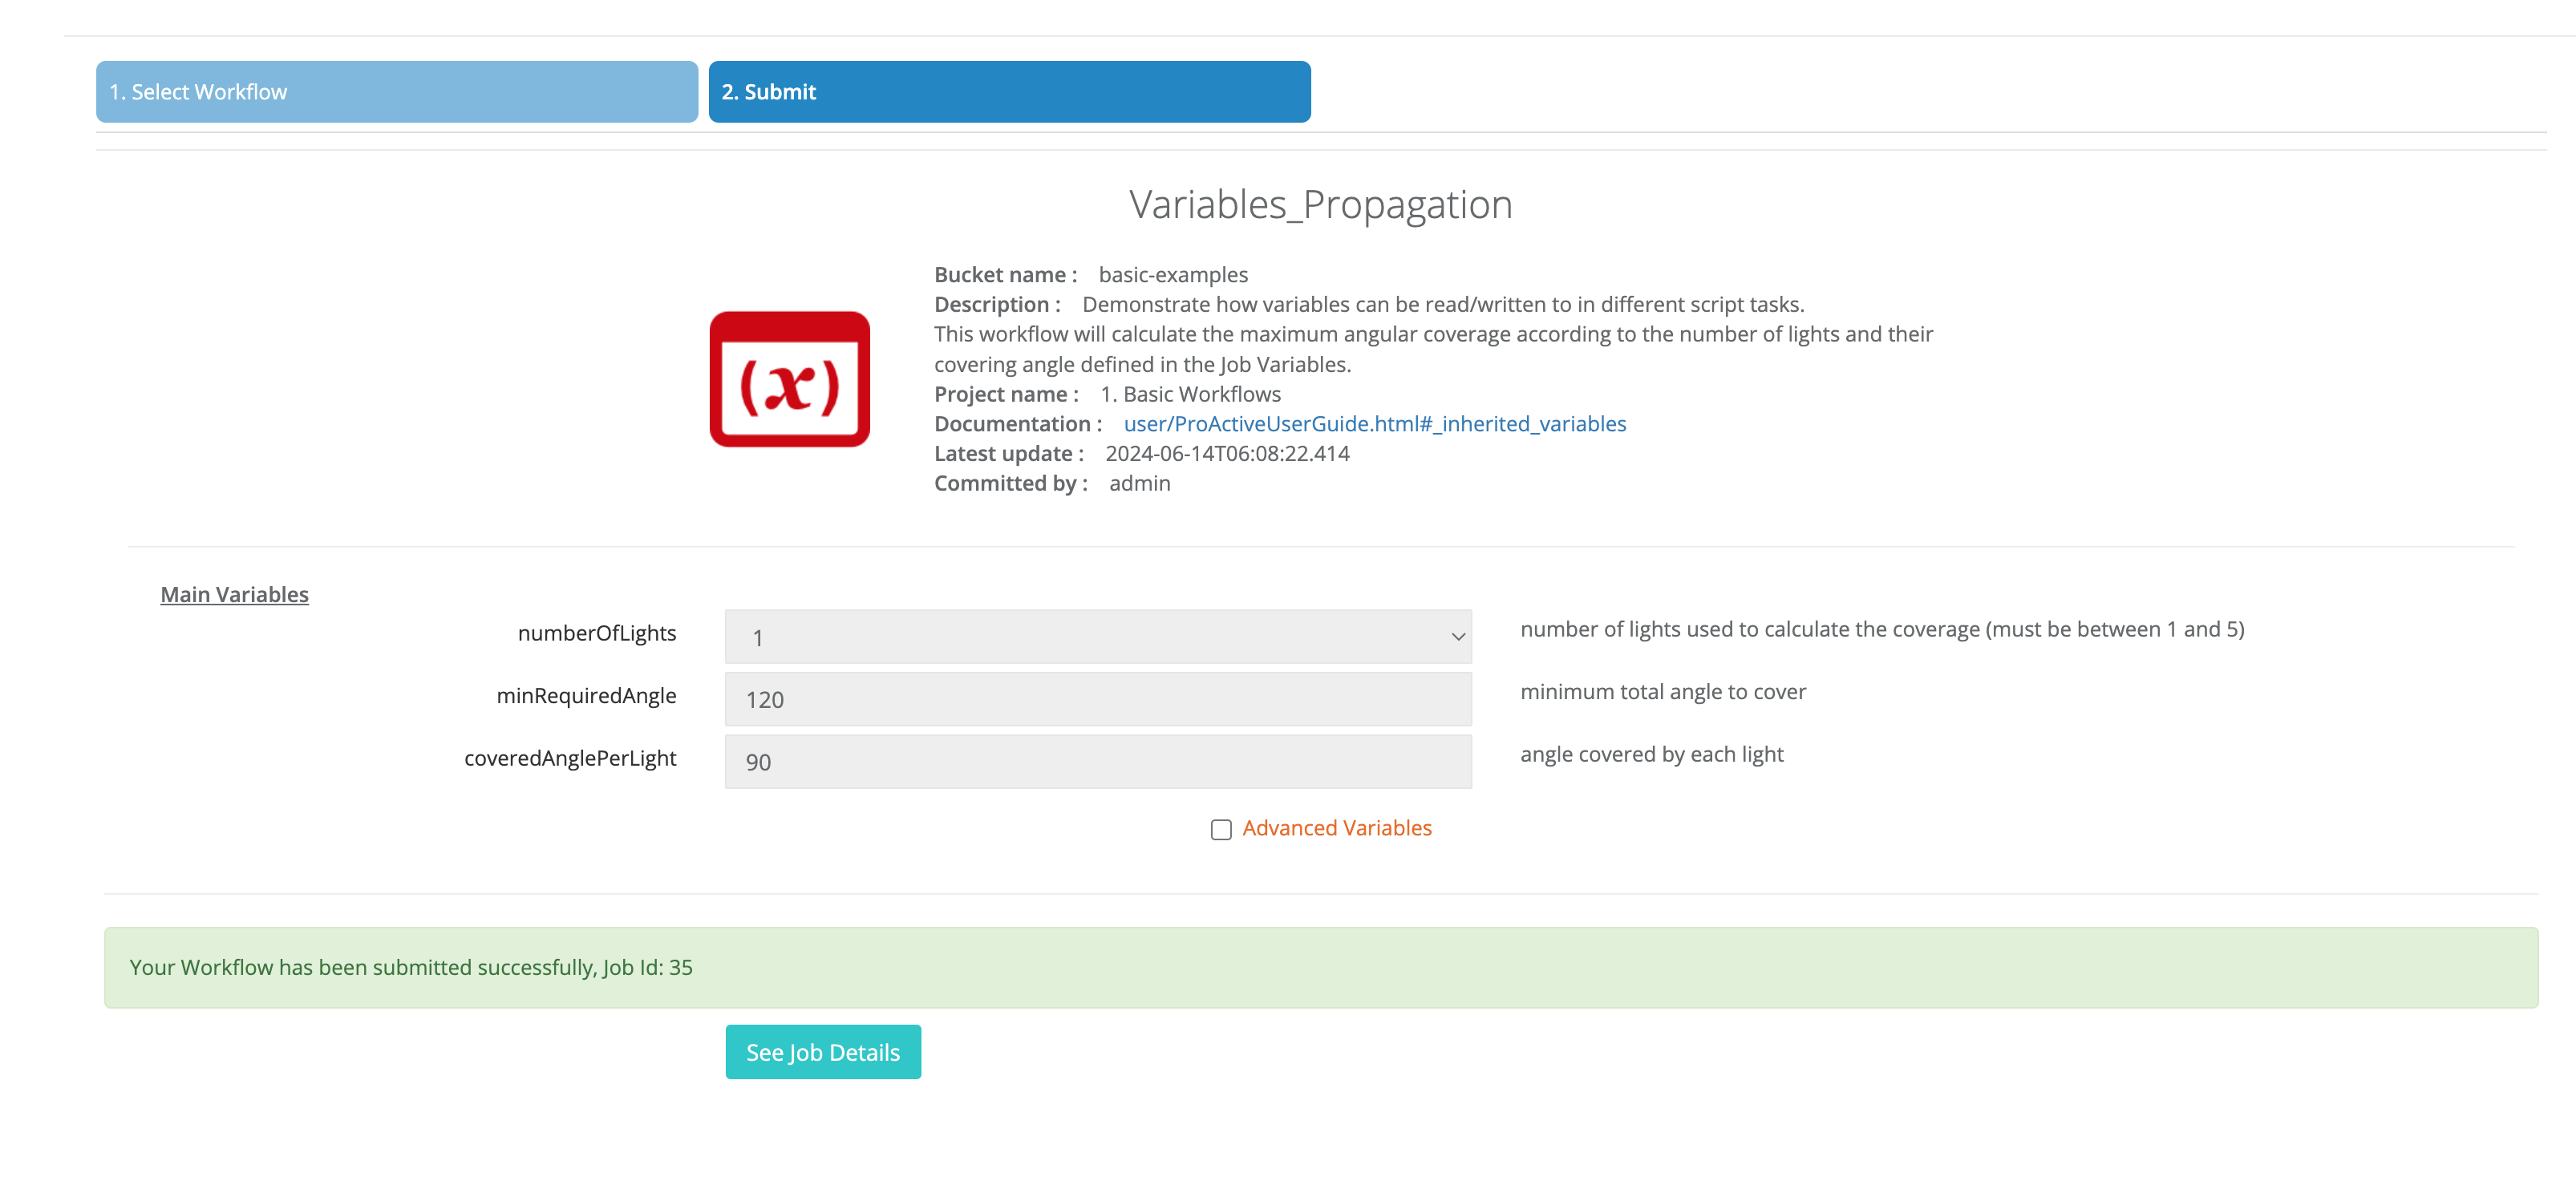 1. Select Workflow
2. Submit
Variables_Propagation
(x)
Bucket name : basic-examples
Description : Demonstrate how variables can be read/written to in different script tasks.
This workflow will calculate the maximum angular coverage according to the number of lights and their
covering angle defined in the Job Variables.
Project name : 1. Basic Workflows
Documentation : user/ProActiveUserGuide.html#_inherited_variables
Latest update : 2024-06-14T06:08:22.414
Committed by : admin
Main Variables
numberOfLights 1 number of lights used to calculate the coverage (must be between 1 and 5)
minRequiredAngle 120 minimum total angle to cover
coveredAnglePerLight 90 angle covered by each light
Advanced Variables
Your Workflow has been submitted successfully, Job Id: 35
See Job Details